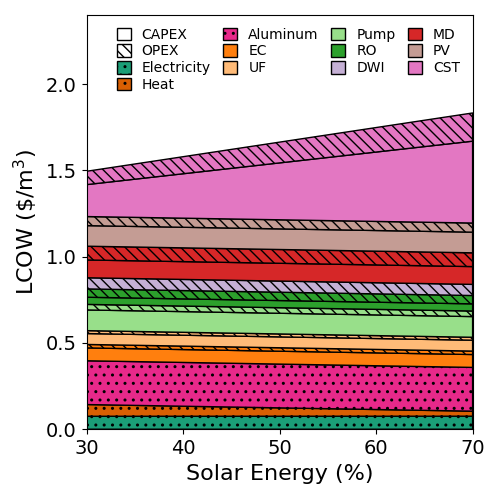 CAPEX
OPEX
Electricity
Heat
Aluminum
EC
UF
Pump
RO
DWI
MD
PV
CST
2.0
1.5
1.0
0.5
0.0
LCOW ($/m³)
30 40 50 60 70
Solar Energy (%)